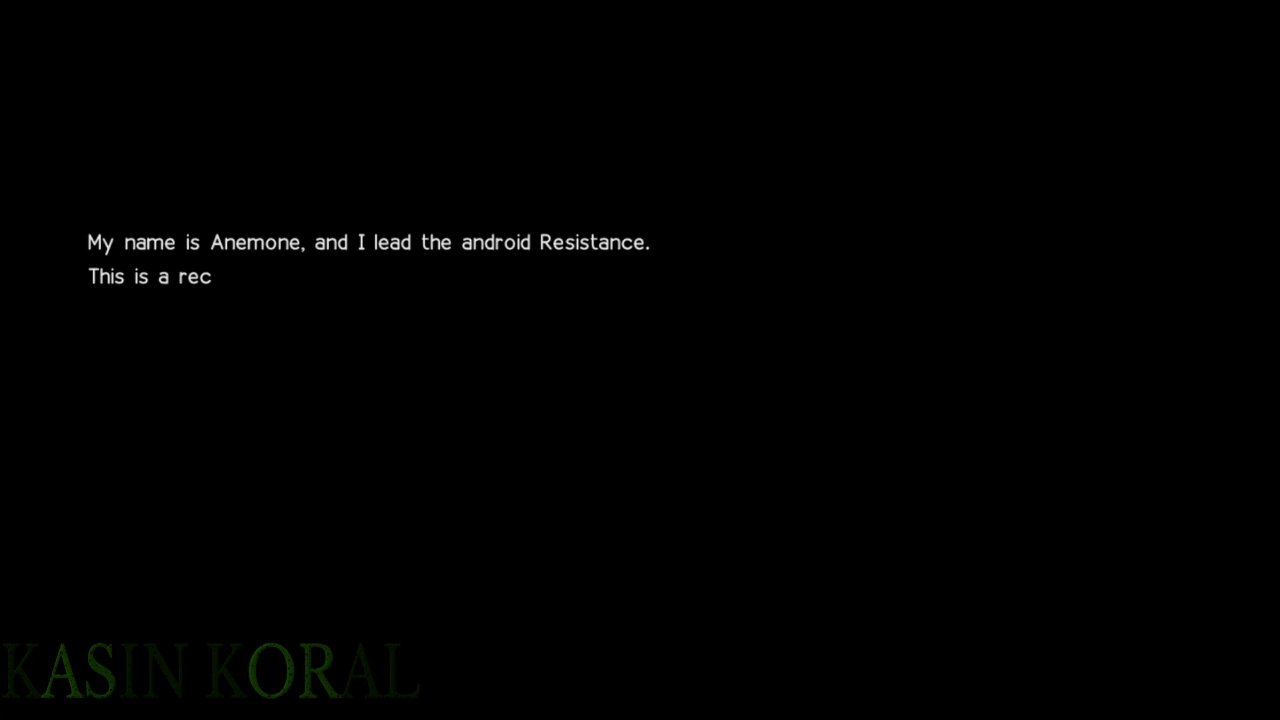 My name is Anemone, and I lead the android Resistance.
This is a rec
KASIN KORAL